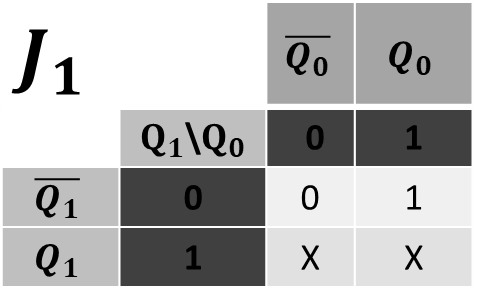 J₁ Q̅₀ Q₀
Q₁\Q₀ 0 1
Q̅₁ 0 0 1
Q₁ 1 X X